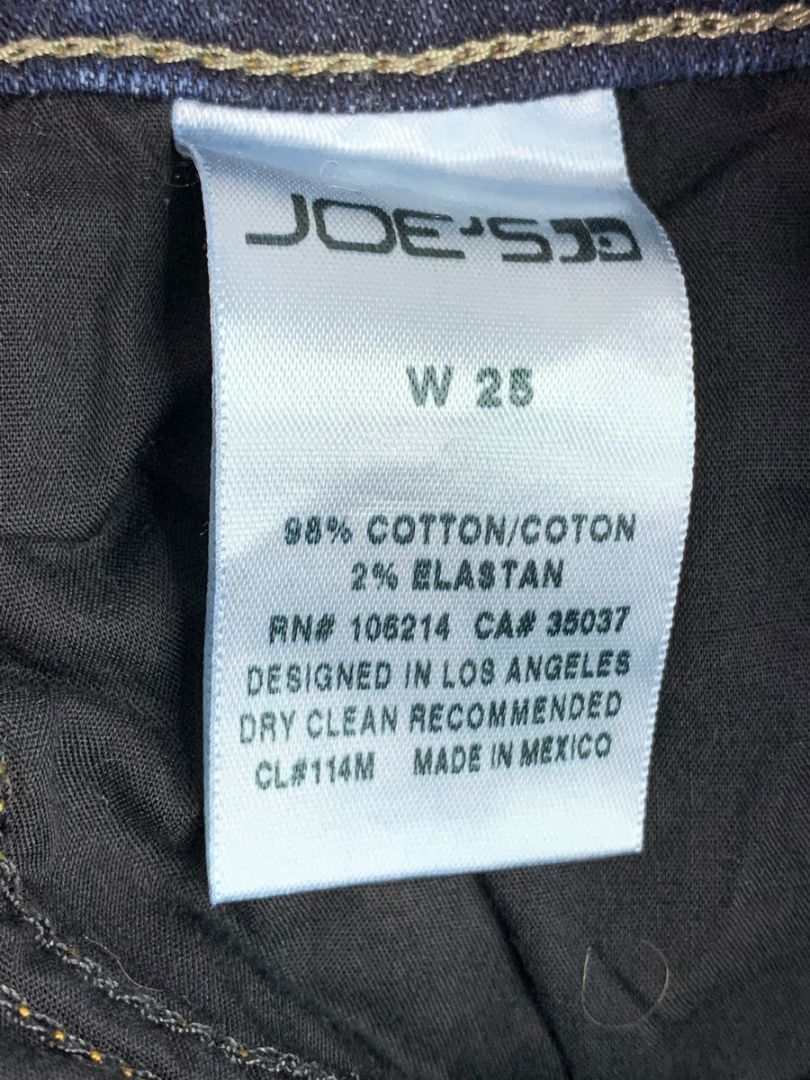 JOE'S
W 25
98% COTTON/COTON
2% ELASTAN
RN# 106214 CA# 35037
DESIGNED IN LOS ANGELES
DRY CLEAN RECOMMENDED
CL#114M MADE IN MEXICO